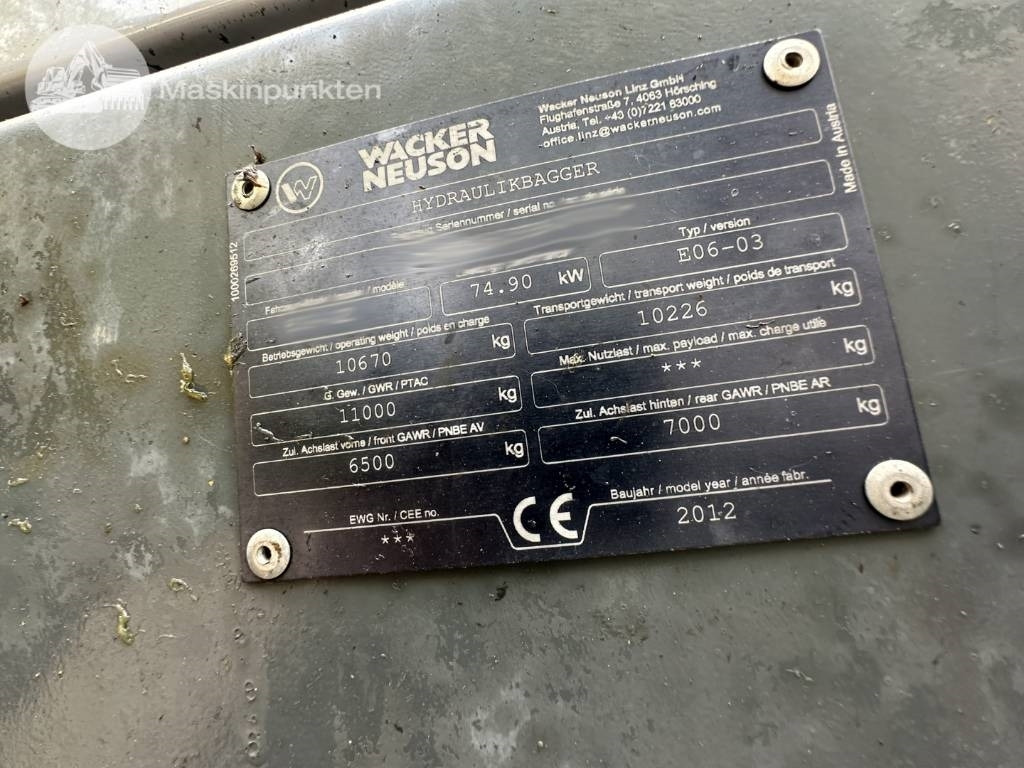 Maskinpunkten
WACKER
NEUSON
Wacker Neuson Linz GmbH
Flughafenstraße 7, 4063 Hörsching
Austria, Tel. +43 (0)7221 63000
office.linz@wackerneuson.com
Made in Austria
1000269512
HYDRAULIKBAGGER
Seriennummer / serial no.
/ modèle
74.90 kW
Typ / version
E06-03
Betriebsgewicht / operating weight / poids en charge
10670 kg
Transportgewicht / transport weight / poids de transport
10226 kg
G. Gew. / GWR / PTAC
11000 kg
Max. Nutzlast / max. payload / max. charge utile
*** kg
Zul. Achslast vorne / front GAWR / PNBE AV
6500 kg
Zul. Achslast hinten / rear GAWR / PNBE AR
7000 kg
EWG Nr. / CEE no.
***
CE
Baujahr / model year / année fabr.
2012